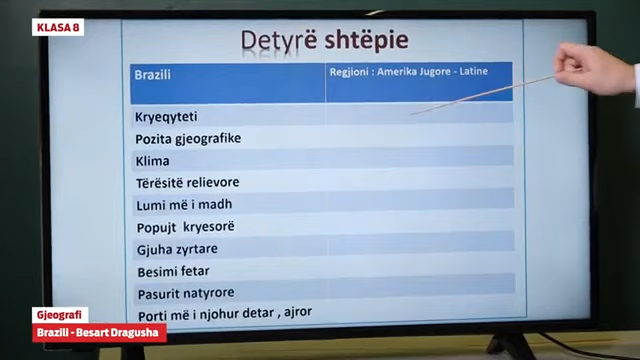 KLASA 8
Detyrë shtëpie
Brazili
Regjioni : Amerika Jugore - Latine
Kryeqyteti
Pozita gjeografike
Klima
Tërësitë relievore
Lumi më i madh
Popujt kryesorë
Gjuha zyrtare
Besimi fetar
Pasurit natyrore
Porti më i njohur detar , ajror
Gjeografi
Brazili - Besart Dragusha